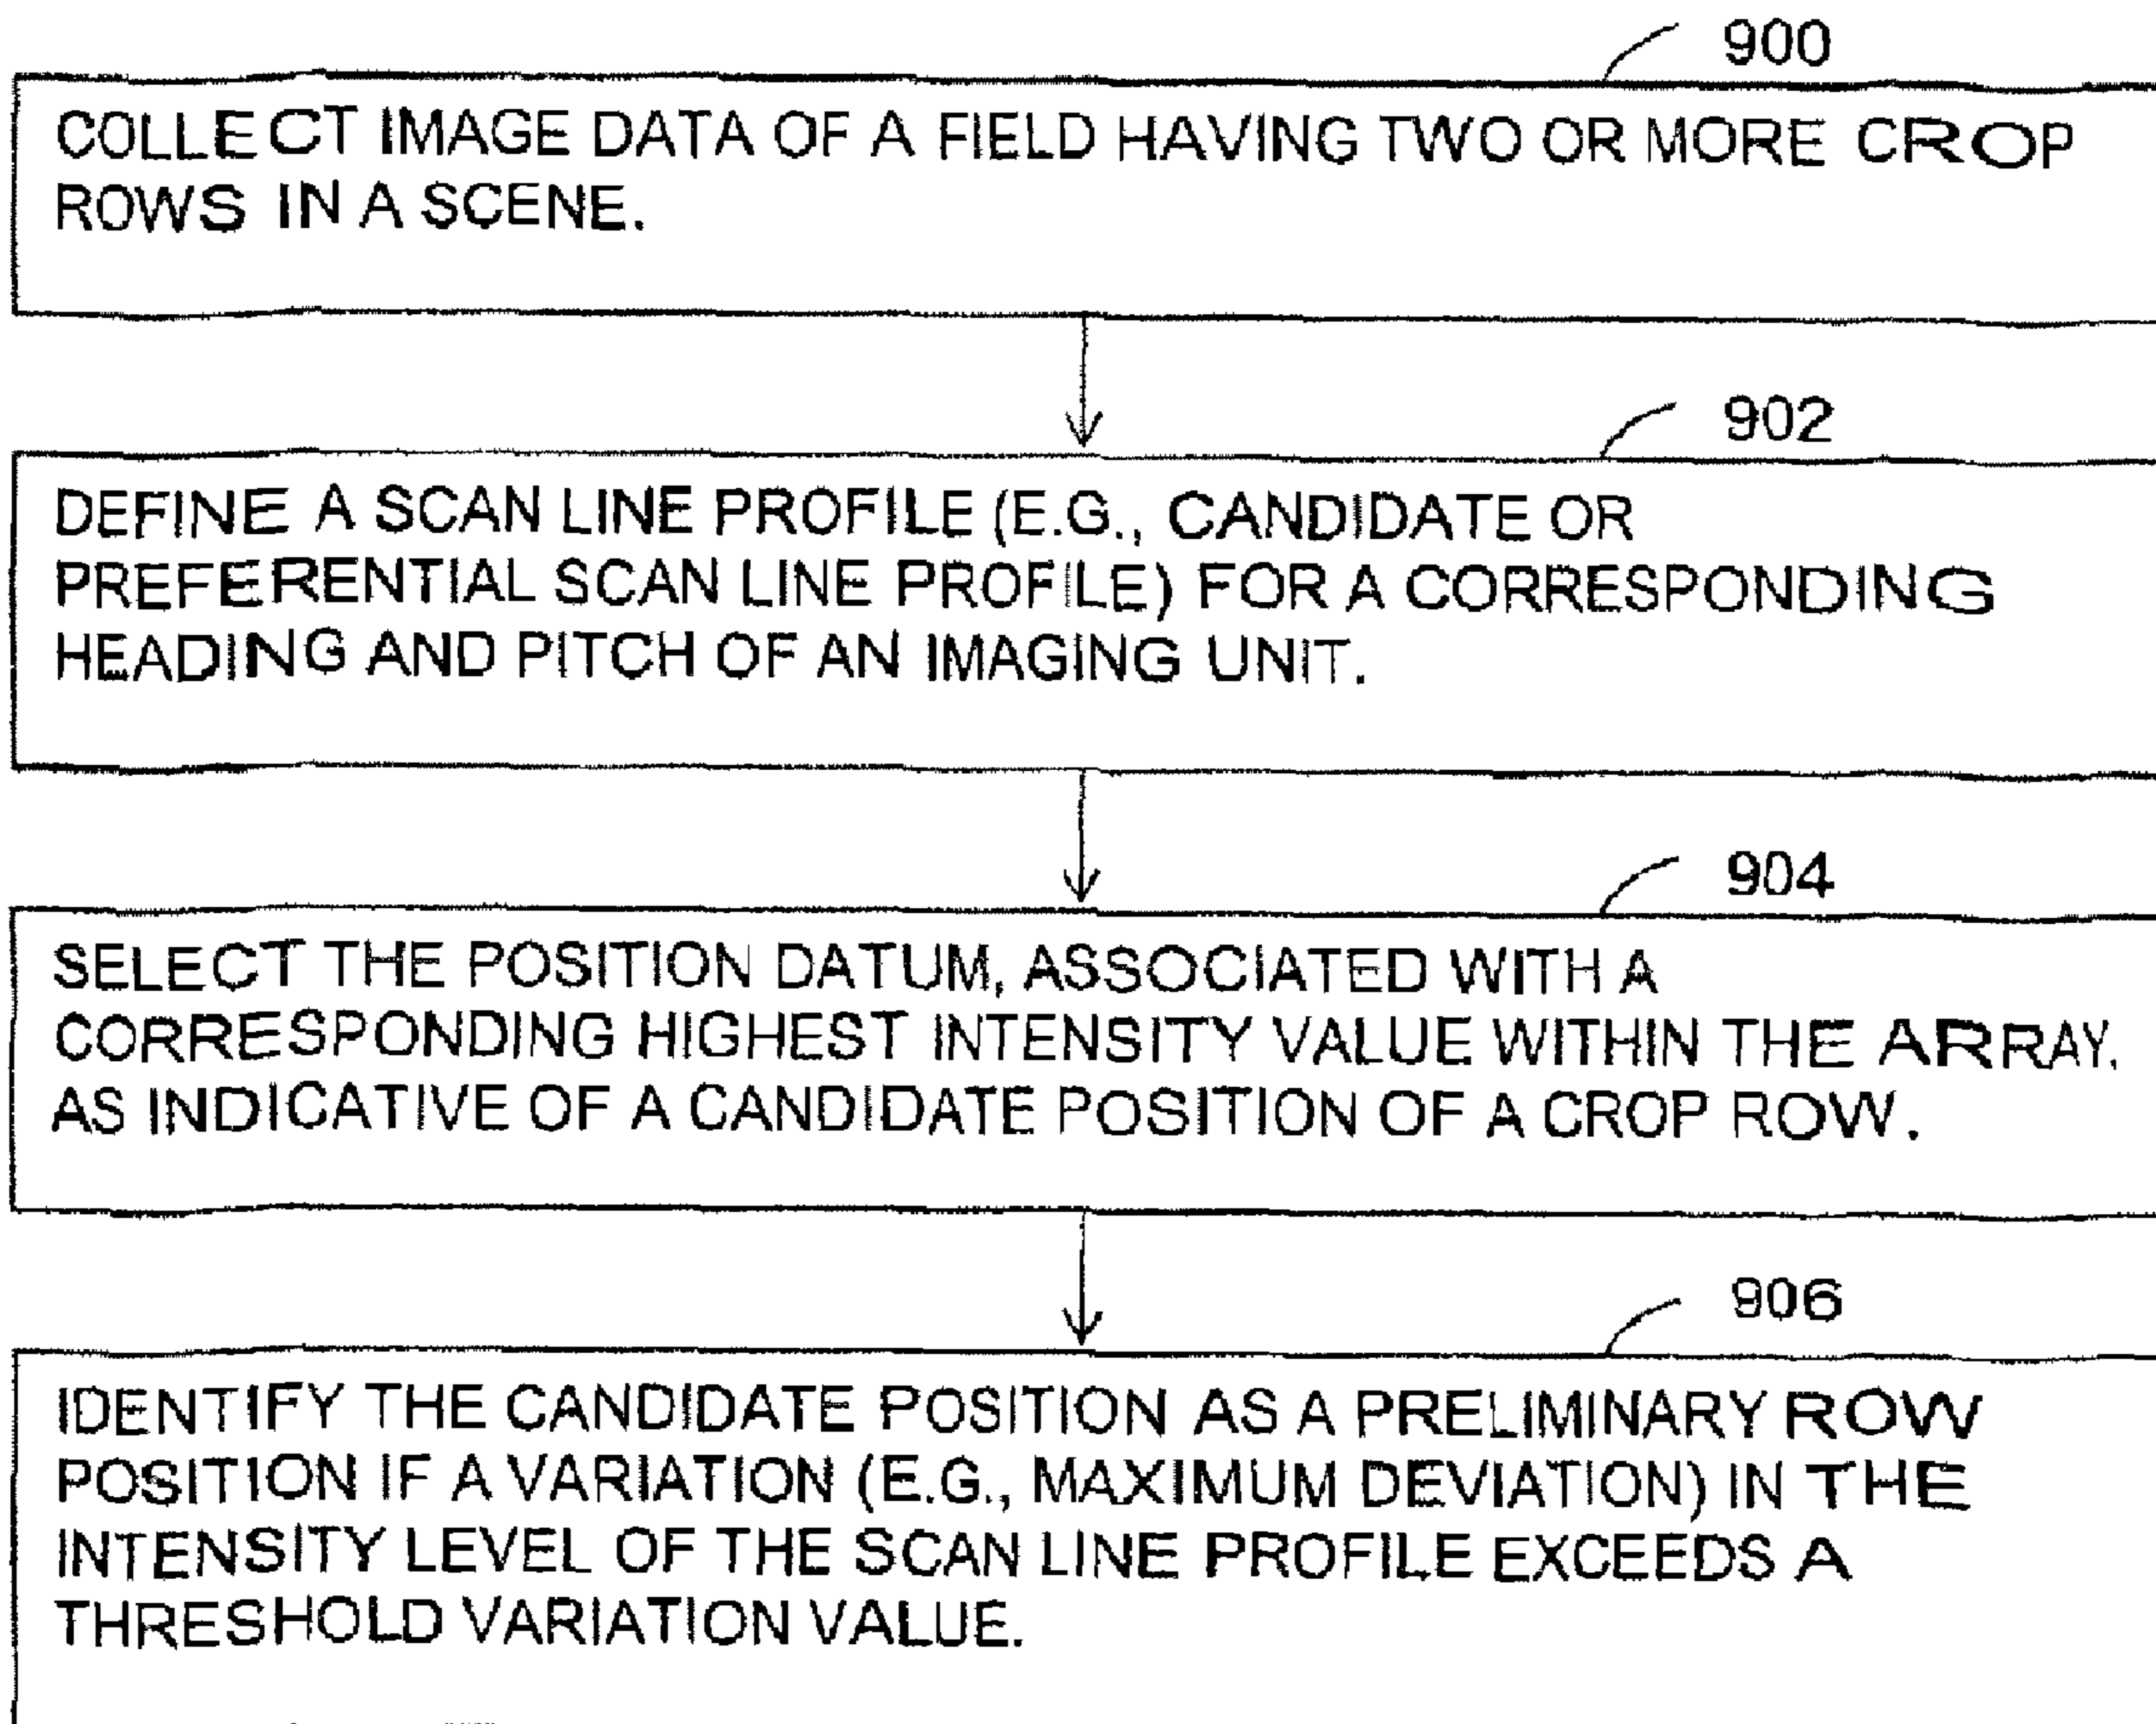 900
COLLECT IMAGE DATA OF A FIELD HAVING TWO OR MORE CROP
ROWS IN A SCENE.
902
DEFINE A SCAN LINE PROFILE (E.G., CANDIDATE OR
PREFERENTIAL SCAN LINE PROFILE) FOR A CORRESPONDING
HEADING AND PITCH OF AN IMAGING UNIT.
904
SELECT THE POSITION DATUM, ASSOCIATED WITH A
CORRESPONDING HIGHEST INTENSITY VALUE WITHIN THE ARRAY,
AS INDICATIVE OF A CANDIDATE POSITION OF A CROP ROW.
906
IDENTIFY THE CANDIDATE POSITION AS A PRELIMINARY ROW
POSITION IF A VARIATION (E.G., MAXIMUM DEVIATION) IN THE
INTENSITY LEVEL OF THE SCAN LINE PROFILE EXCEEDS A
THRESHOLD VARIATION VALUE.